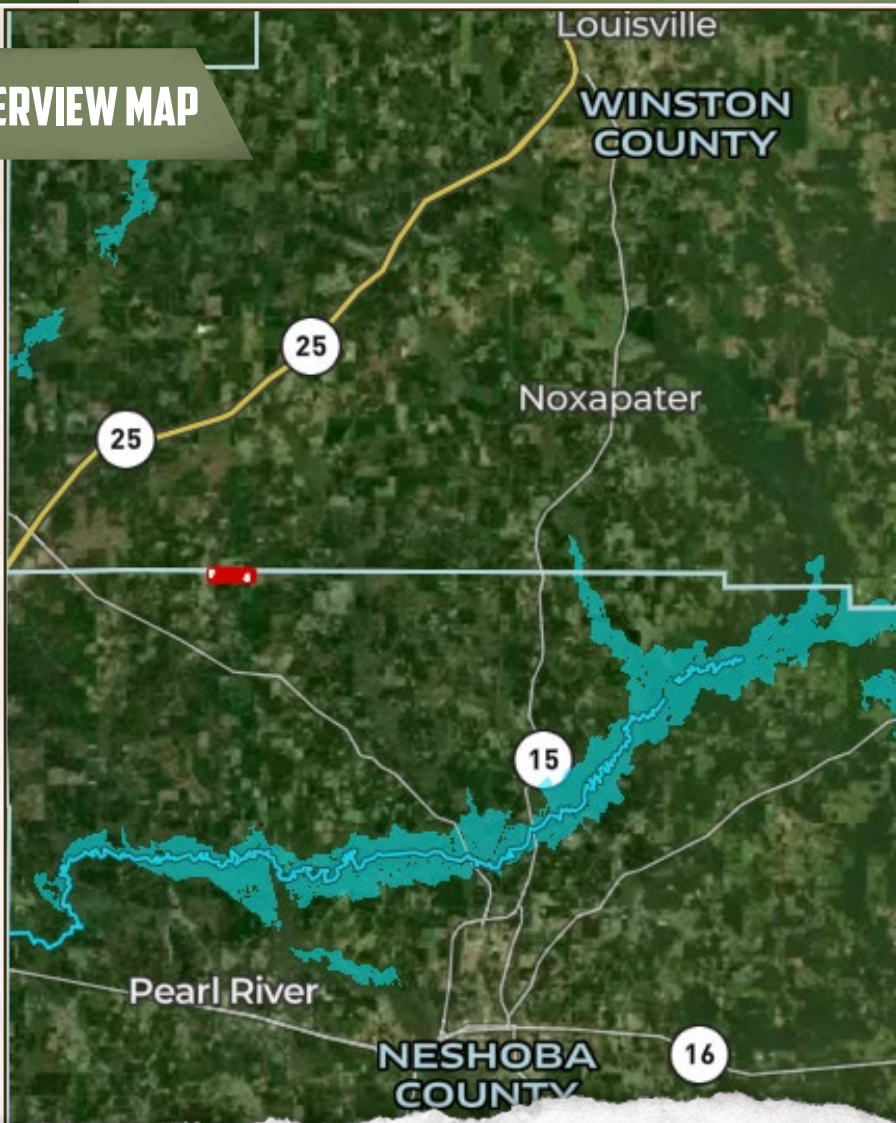 Louisville
ERVIEW MAP
WINSTON
COUNTY
25
Noxapater
25
15
Pearl River
NESHOBA
COUNTY
16